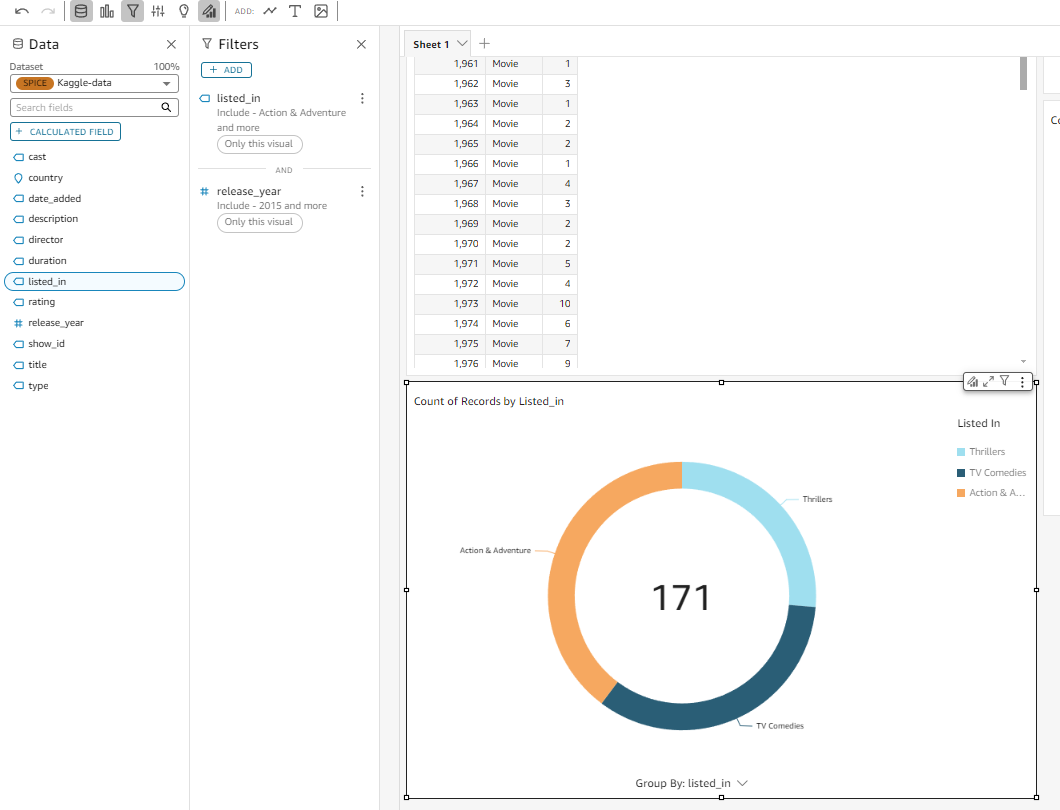 ADD:
Data
Dataset
100%
SPICE Kaggle-data
Search fields
+ CALCULATED FIELD
cast
country
date_added
description
director
duration
listed_in
rating
release_year
show_id
title
type
Filters
+ ADD
listed_in
Include - Action & Adventure
and more
Only this visual
AND
release_year
Include - 2015 and more
Only this visual
Sheet 1
1,961 Movie 1
1,962 Movie 3
1,963 Movie 1
1,964 Movie 2
1,965 Movie 2
1,966 Movie 1
1,967 Movie 4
1,968 Movie 3
1,969 Movie 2
1,970 Movie 2
1,971 Movie 5
1,972 Movie 4
1,973 Movie 10
1,974 Movie 6
1,975 Movie 7
1,976 Movie 9
Co
Count of Records by Listed_in
Listed In
Thrillers
TV Comedies
Action & A...
Thrillers
Action & Adventure
171
TV Comedies
Group By: listed_in